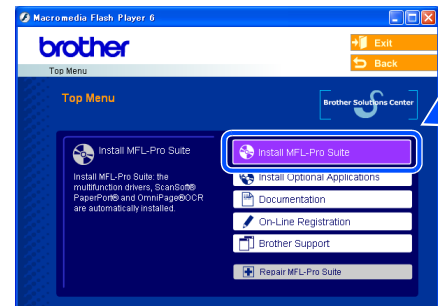 Macromedia Flash Player 6
brother
Exit
Back
Top Menu
Top Menu
Brother Solutions Center
Install MFL-Pro Suite
Install MFL-Pro Suite: the
multifunction drivers, ScanSoft®
PaperPort® and OmniPage®OCR
are automatically installed.
Install MFL-Pro Suite
Install Optional Applications
Documentation
On-Line Registration
Brother Support
Repair MFL-Pro Suite